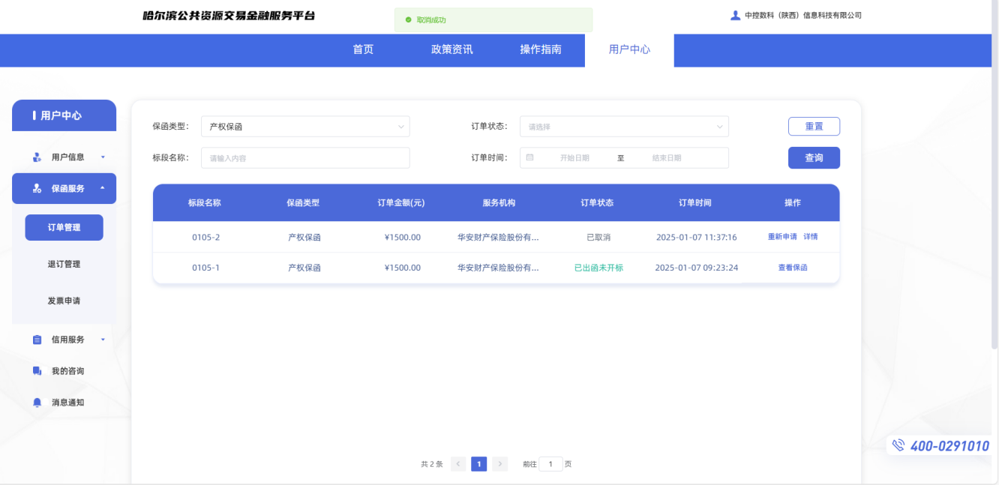 哈尔滨公共资源交易金融服务平台
取消成功
中控数科（陕西）信息科技有限公司
首页 政策资讯 操作指南 用户中心
用户中心
用户信息
保函服务
订单管理
退订管理
发票申请
信用服务
我的咨询
消息通知
保函类型： 产权保函 订单状态： 请选择 重置
标段名称： 请输入内容 订单时间： 开始日期 至 结束日期 查询
标段名称 保函类型 订单金额(元) 服务机构 订单状态 订单时间 操作
0105-2 产权保函 ¥1500.00 华安财产保险股份有... 已取消 2025-01-07 11:37:16 重新申请 详情
0105-1 产权保函 ¥1500.00 华安财产保险股份有... 已出函未开标 2025-01-07 09:23:24 查看保函
400-0291010
共 2 条 < 1 > 前往 1 页